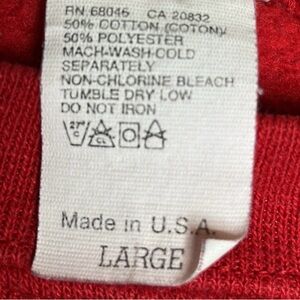 RN 68046 CA 20832
50% COTTON (COTON)
50% POLYESTER
MACH-WASH-COLD
SEPARATELY
NON-CHLORINE BLEACH
TUMBLE DRY LOW
DO NOT IRON
27° C CL
Made in U.S.A.
LARGE